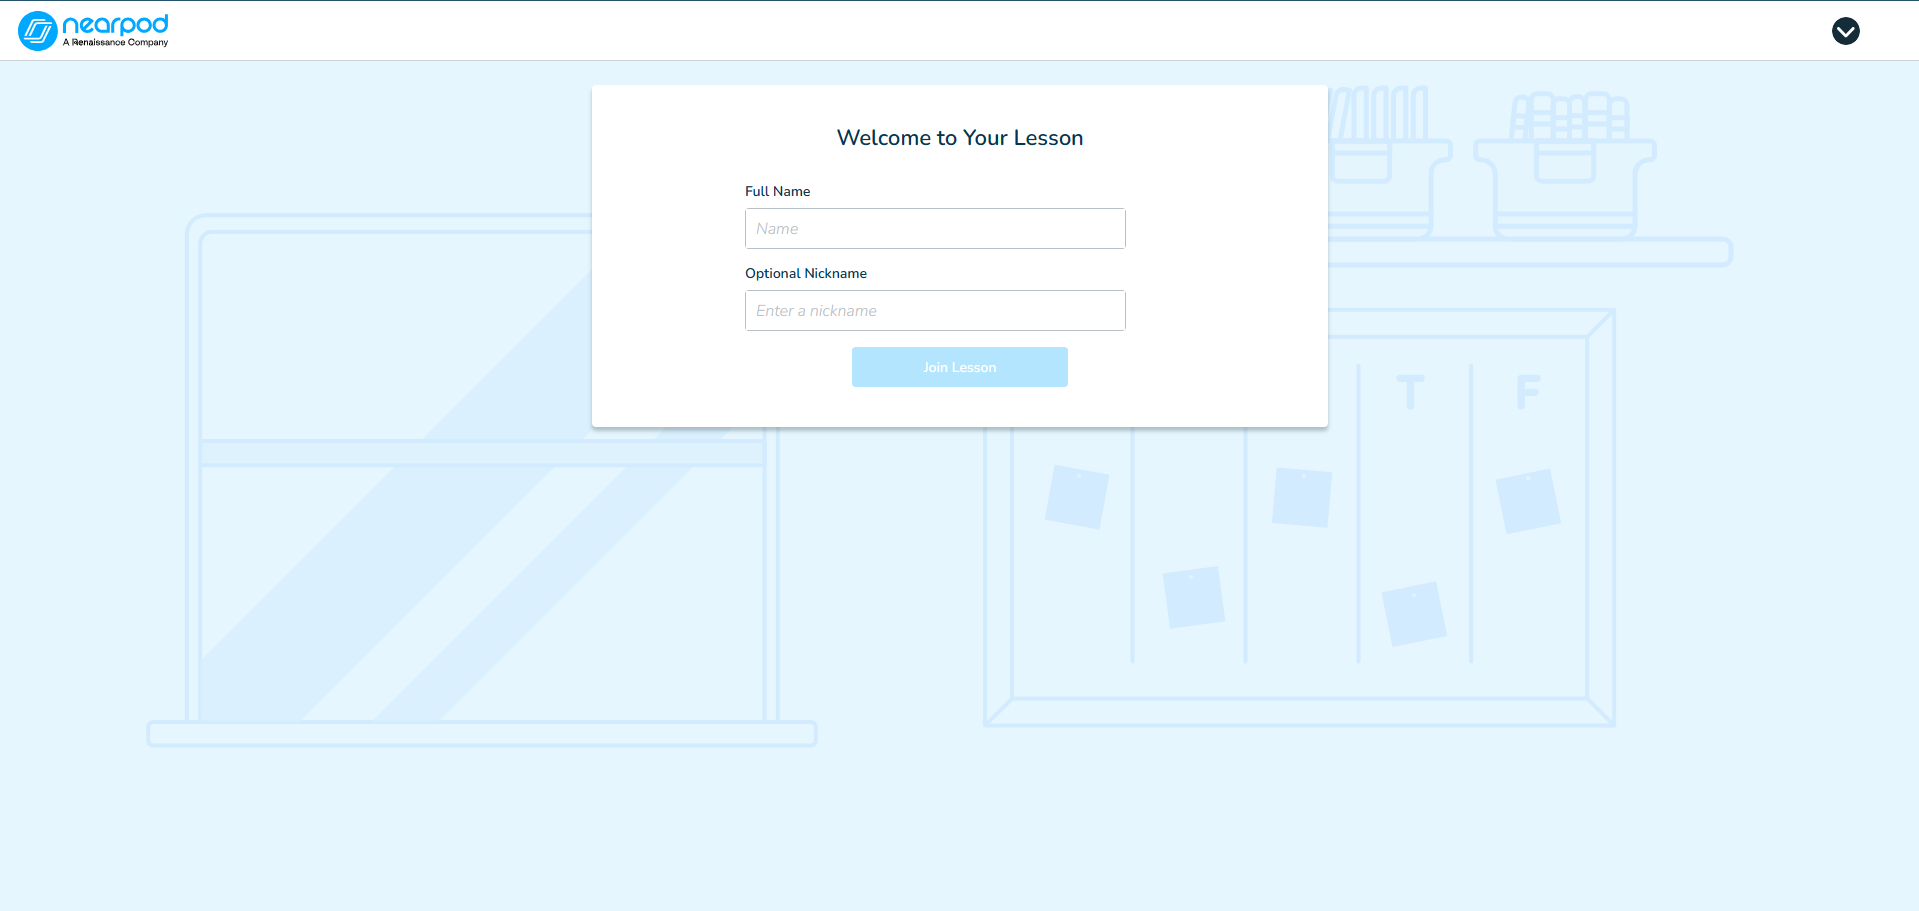 nearpod
A Renaissance Company
Welcome to Your Lesson
Full Name
Name
Optional Nickname
Enter a nickname
Join Lesson
T F